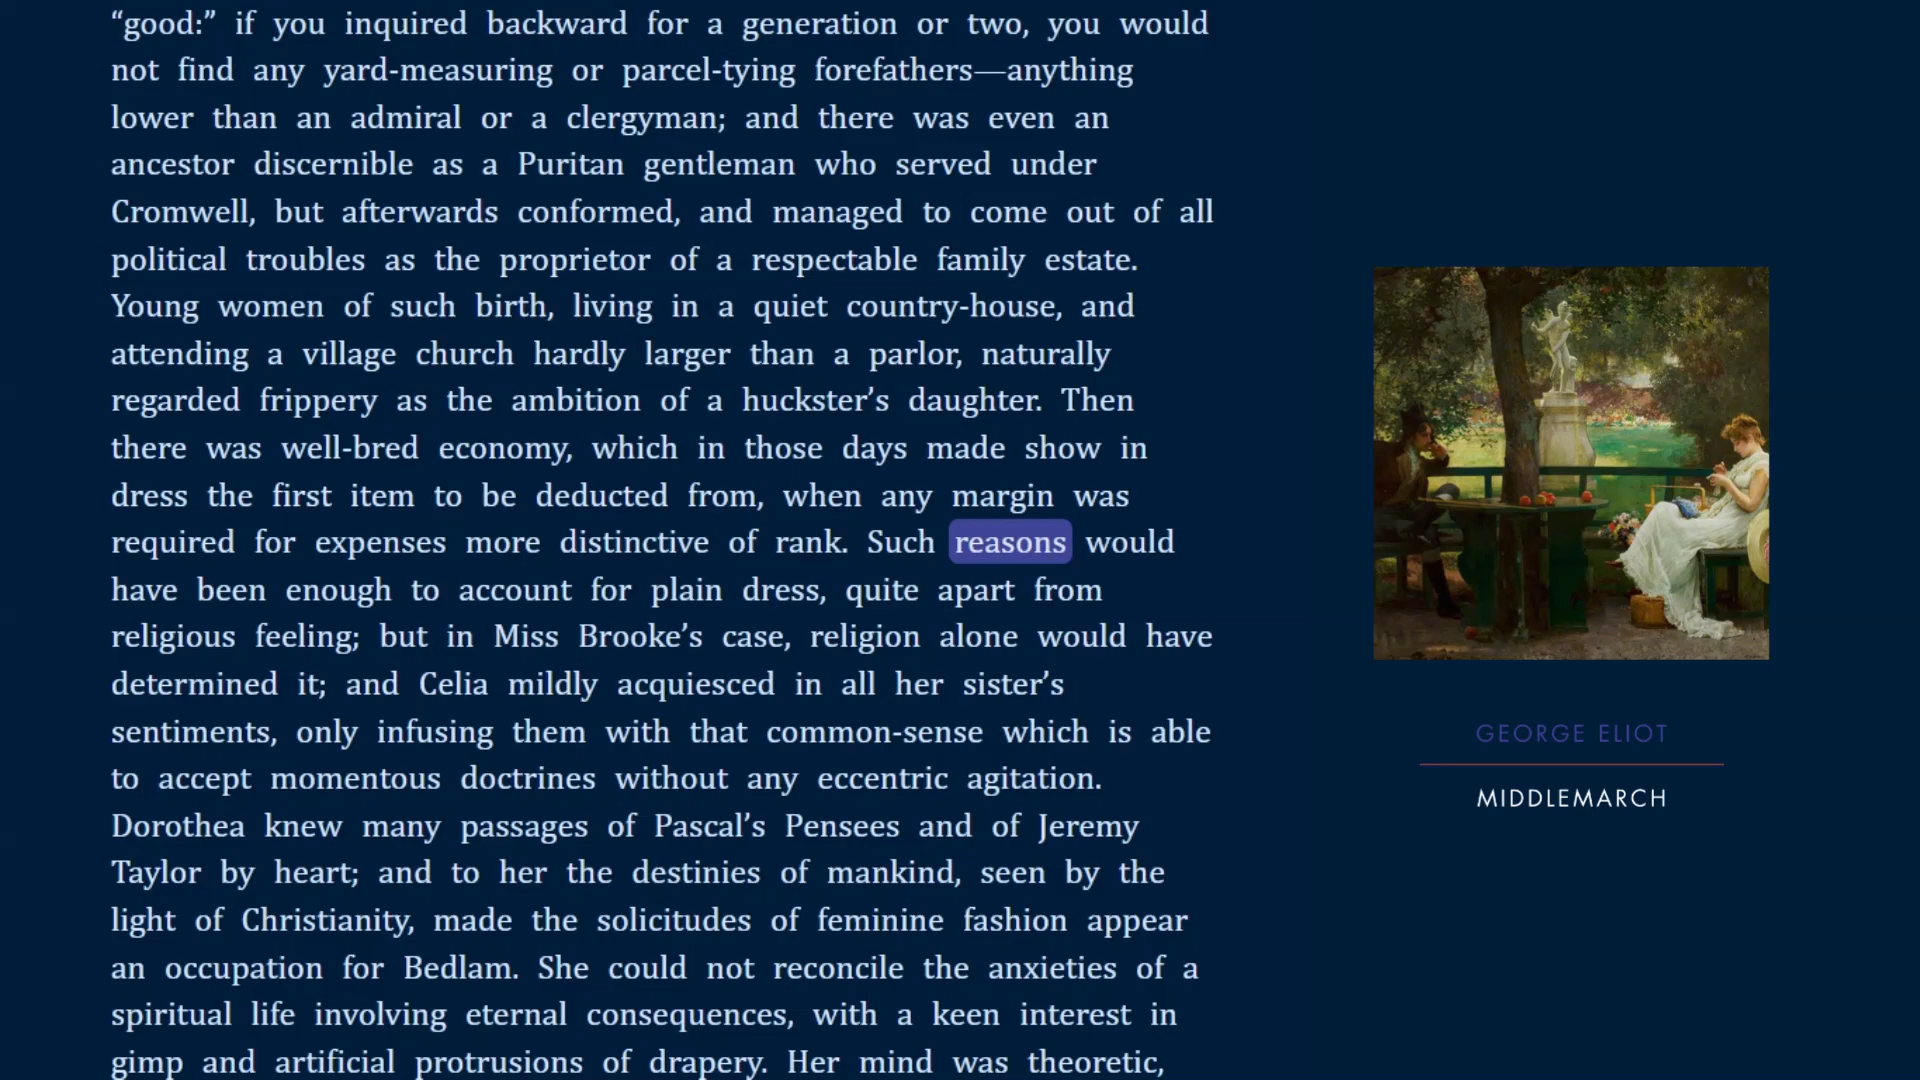 “good:” if you inquired backward for a generation or two, you would
not find any yard-measuring or parcel-tying forefathers—anything
lower than an admiral or a clergyman; and there was even an
ancestor discernible as a Puritan gentleman who served under
Cromwell, but afterwards conformed, and managed to come out of all
political troubles as the proprietor of a respectable family estate.
Young women of such birth, living in a quiet country-house, and
attending a village church hardly larger than a parlor, naturally
regarded frippery as the ambition of a huckster’s daughter. Then
there was well-bred economy, which in those days made show in
dress the first item to be deducted from, when any margin was
required for expenses more distinctive of rank. Such reasons would
have been enough to account for plain dress, quite apart from
religious feeling; but in Miss Brooke’s case, religion alone would have
determined it; and Celia mildly acquiesced in all her sister’s
sentiments, only infusing them with that common-sense which is able
to accept momentous doctrines without any eccentric agitation.
Dorothea knew many passages of Pascal’s Pensees and of Jeremy
Taylor by heart; and to her the destinies of mankind, seen by the
light of Christianity, made the solicitudes of feminine fashion appear
an occupation for Bedlam. She could not reconcile the anxieties of a
spiritual life involving eternal consequences, with a keen interest in
gimp and artificial protrusions of drapery. Her mind was theoretic,
GEORGE ELIOT
MIDDLEMARCH